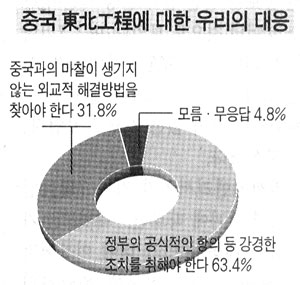 중국 東北工程에 대한 우리의 대응
중국과의 마찰이 생기지
않는 외교적 해결방법을
찾아야 한다 31.8%
모름·무응답 4.8%
정부의 공식적인 항의 등 강경한
조치를 취해야 한다 63.4%